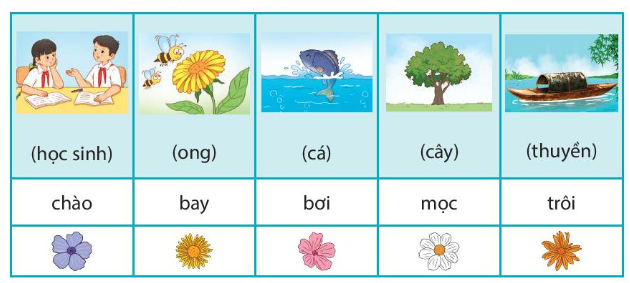 (học sinh) (ong) (cá) (cây) (thuyền)
chào bay bơi mọc trôi